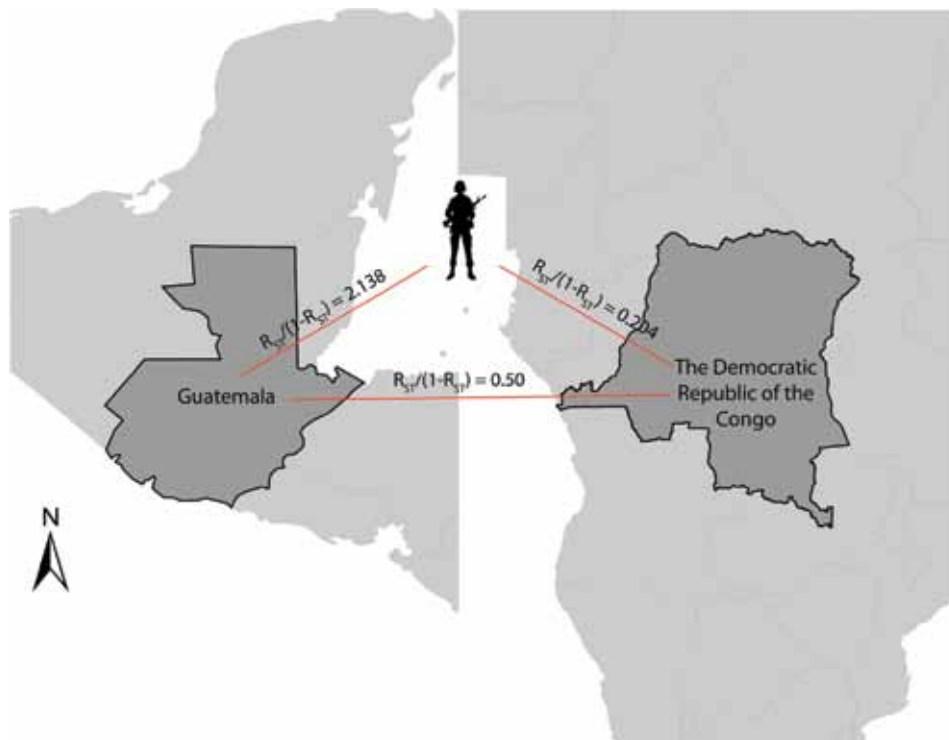 R_ST/(1-R_ST) = 2.138
R_ST/(1-R_ST) = 0.204
Guatemala
R_ST/(1-R_ST) = 0.50
The Democratic
Republic of the
Congo
N